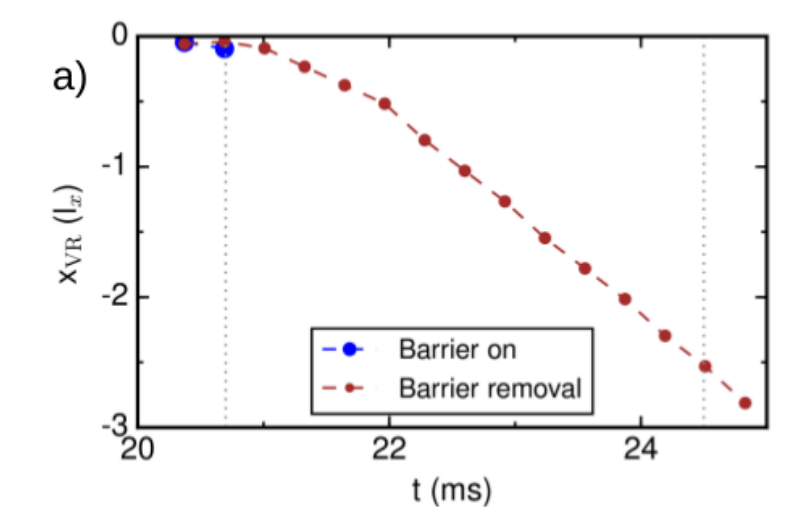 a)
0
-1
-2
-3
x_VR (l_x)
Barrier on
Barrier removal
20 22 24
t (ms)